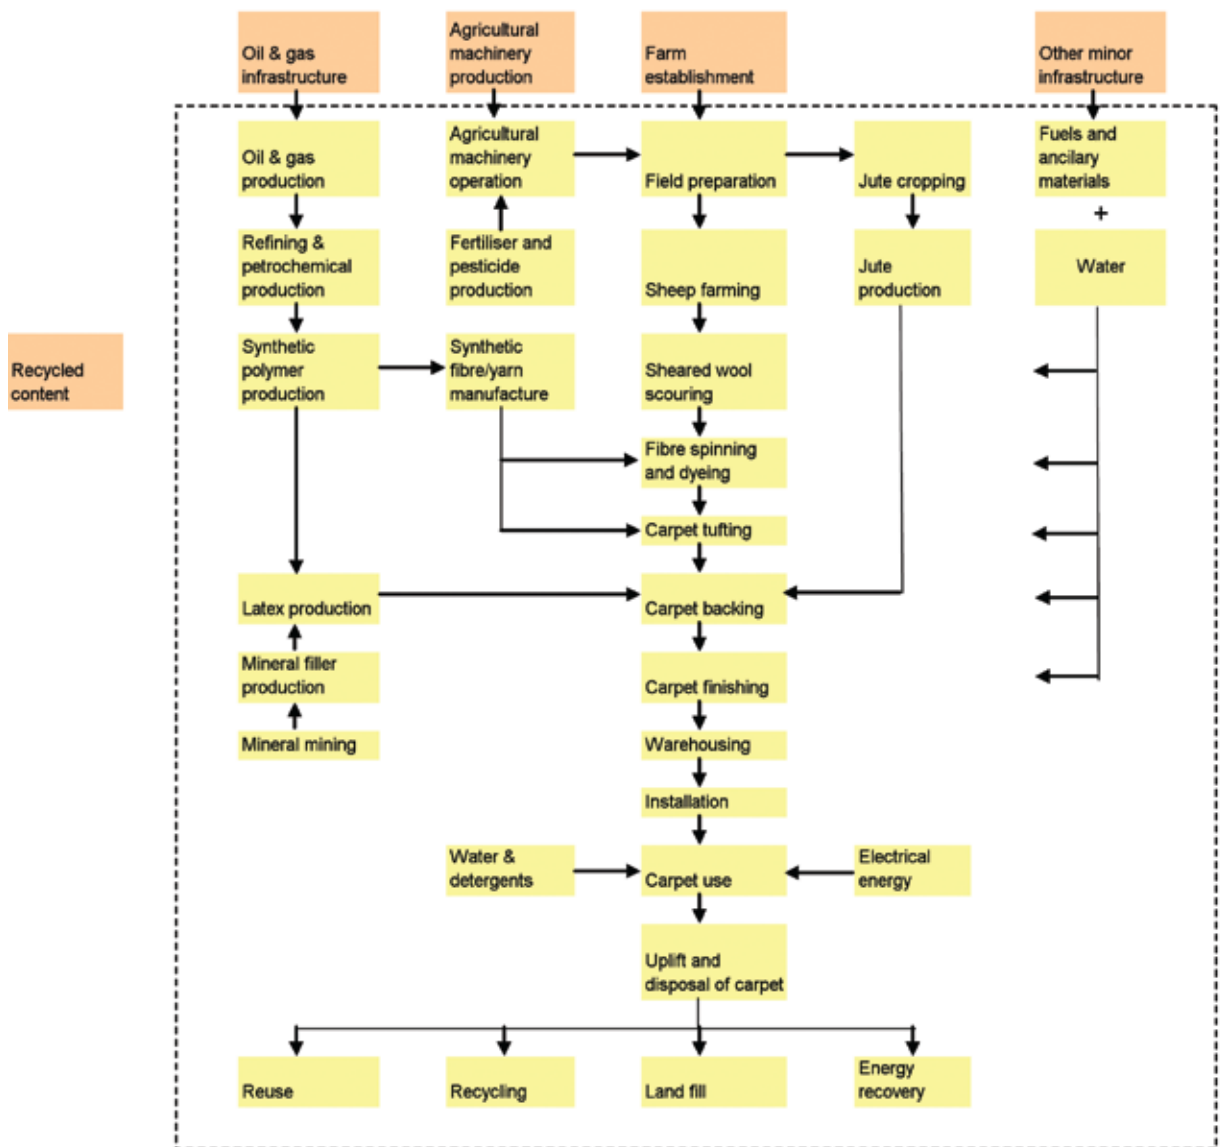 Oil & gas
infrastructure
Agricultural
machinery
production
Farm
establishment
Other minor
infrastructure
Oil & gas
production
Agricultural
machinery
operation
Field preparation
Jute cropping
Fuels and
ancilary
materials
+
Refining &
petrochemical
production
Fertiliser and
pesticide
production
Sheep farming
Jute
production
Water
Recycled
content
Synthetic
polymer
production
Synthetic
fibre/yarn
manufacture
Sheared wool
scouring
Fibre spinning
and dyeing
Carpet tufting
Latex production
Carpet backing
Mineral filler
production
Carpet finishing
Mineral mining
Warehousing
Installation
Water &
detergents
Carpet use
Electrical
energy
Uplift and
disposal of carpet
Reuse
Recycling
Land fill
Energy
recovery